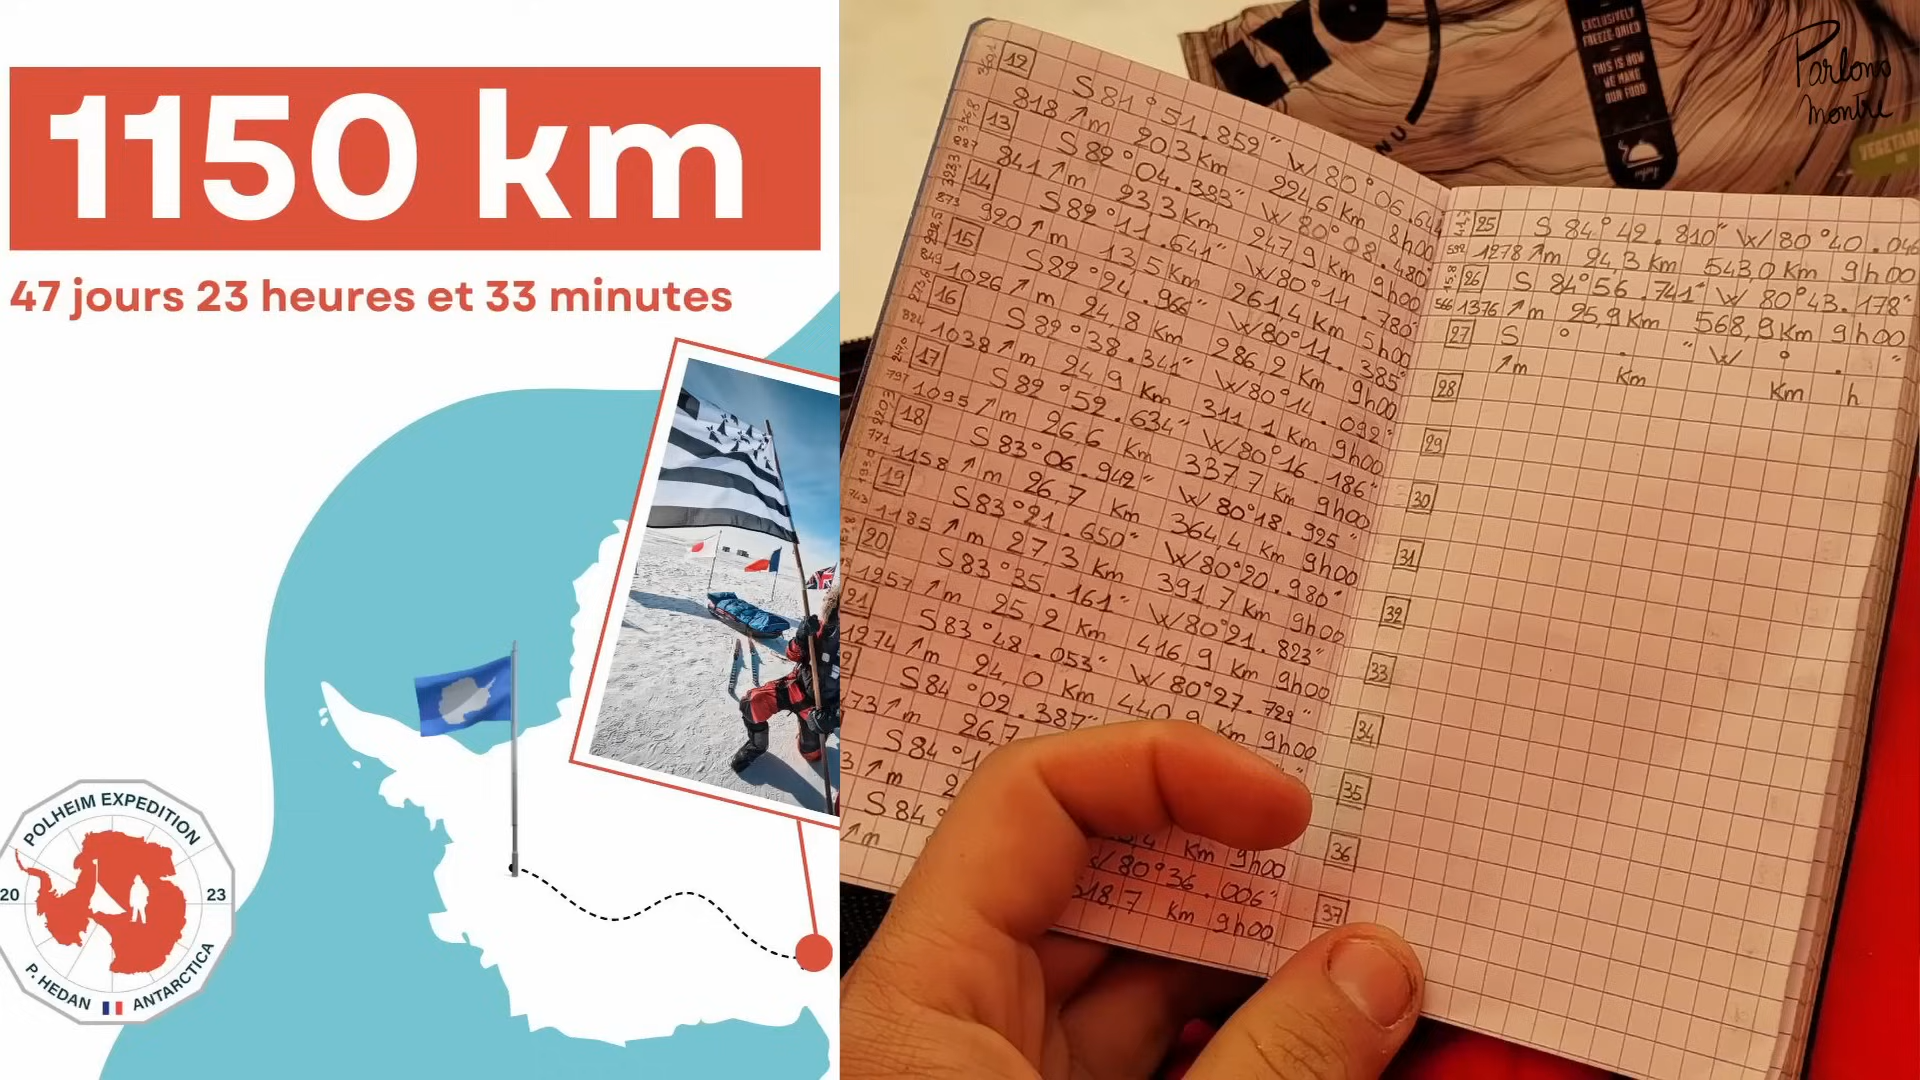 1150 km
47 jours 23 heures et 33 minutes
POLHEIM EXPEDITION
20 23
P. HEDAN ANTARCTICA
EXCLUSIVELY
FREEZE-DRIED
THIS IS HOW
WE MAKE
OUR FOOD
enjoy
Parlons
montre
VEGETARIAN
12 S 81° 51.859" W 80° 06.644
818 ↗m 20,3 Km 224,6 Km 8h00
13 S 82° 04.383" W 80° 08.480"
841 ↗m 23,3 Km 247,9 Km 9h00
14 S 82° 11.641" W 80° 11.780"
920 ↗m 13,5 Km 261,4 Km 5h00
15 S 82° 24.966" W 80° 11.385"
1026 ↗m 24,8 Km 286,2 Km 9h00
16 S 82° 38.341" W 80° 14.092"
1038 ↗m 24,9 Km 311,1 Km 9h00
17 S 82° 52.634" W 80° 16.186"
1095 ↗m 26,6 Km 337,7 Km 9h00
18 S 83° 06.942" W 80° 18.925"
1158 ↗m 26,7 Km 364,4 Km 9h00
19 S 83° 21.650" W 80° 20.980"
1185 ↗m 27,3 Km 391,7 Km 9h00
20 S 83° 35.161" W 80° 21.823"
1257 ↗m 25,2 Km 416,9 Km 9h00
21 S 83° 48.053" W 80° 27.729"
1274 ↗m 24,0 Km 440,9 Km 9h00
S 84° 02.387"
↗m 26,7
S 84°
↗m
S 84
↗m Km 9h00
W 80° 36.006"
518,7 Km 9h00
25 S 84° 42.810" W 80° 40.046
1278 ↗m 24,3 Km 543,0 Km 9h00
26 S 84° 56.741" W 80° 43.178"
566 1376 ↗m 25,9 Km 568,9 Km 9h00
27 S ° . " W ° . "
↗m Km Km h
28
29
30
31
32
33
34
35
36
37